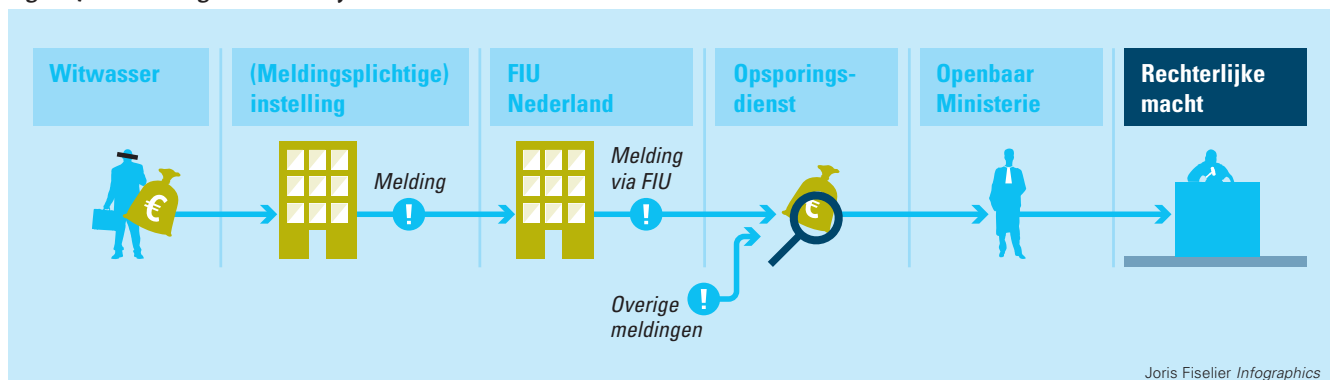 Witwasser
(Meldingsplichtige)
instelling
FIU
Nederland
Opsporings-
dienst
Openbaar
Ministerie
Rechterlijke
macht
Melding
Melding
via FIU
Overige
meldingen
Joris Fiselier Infographics